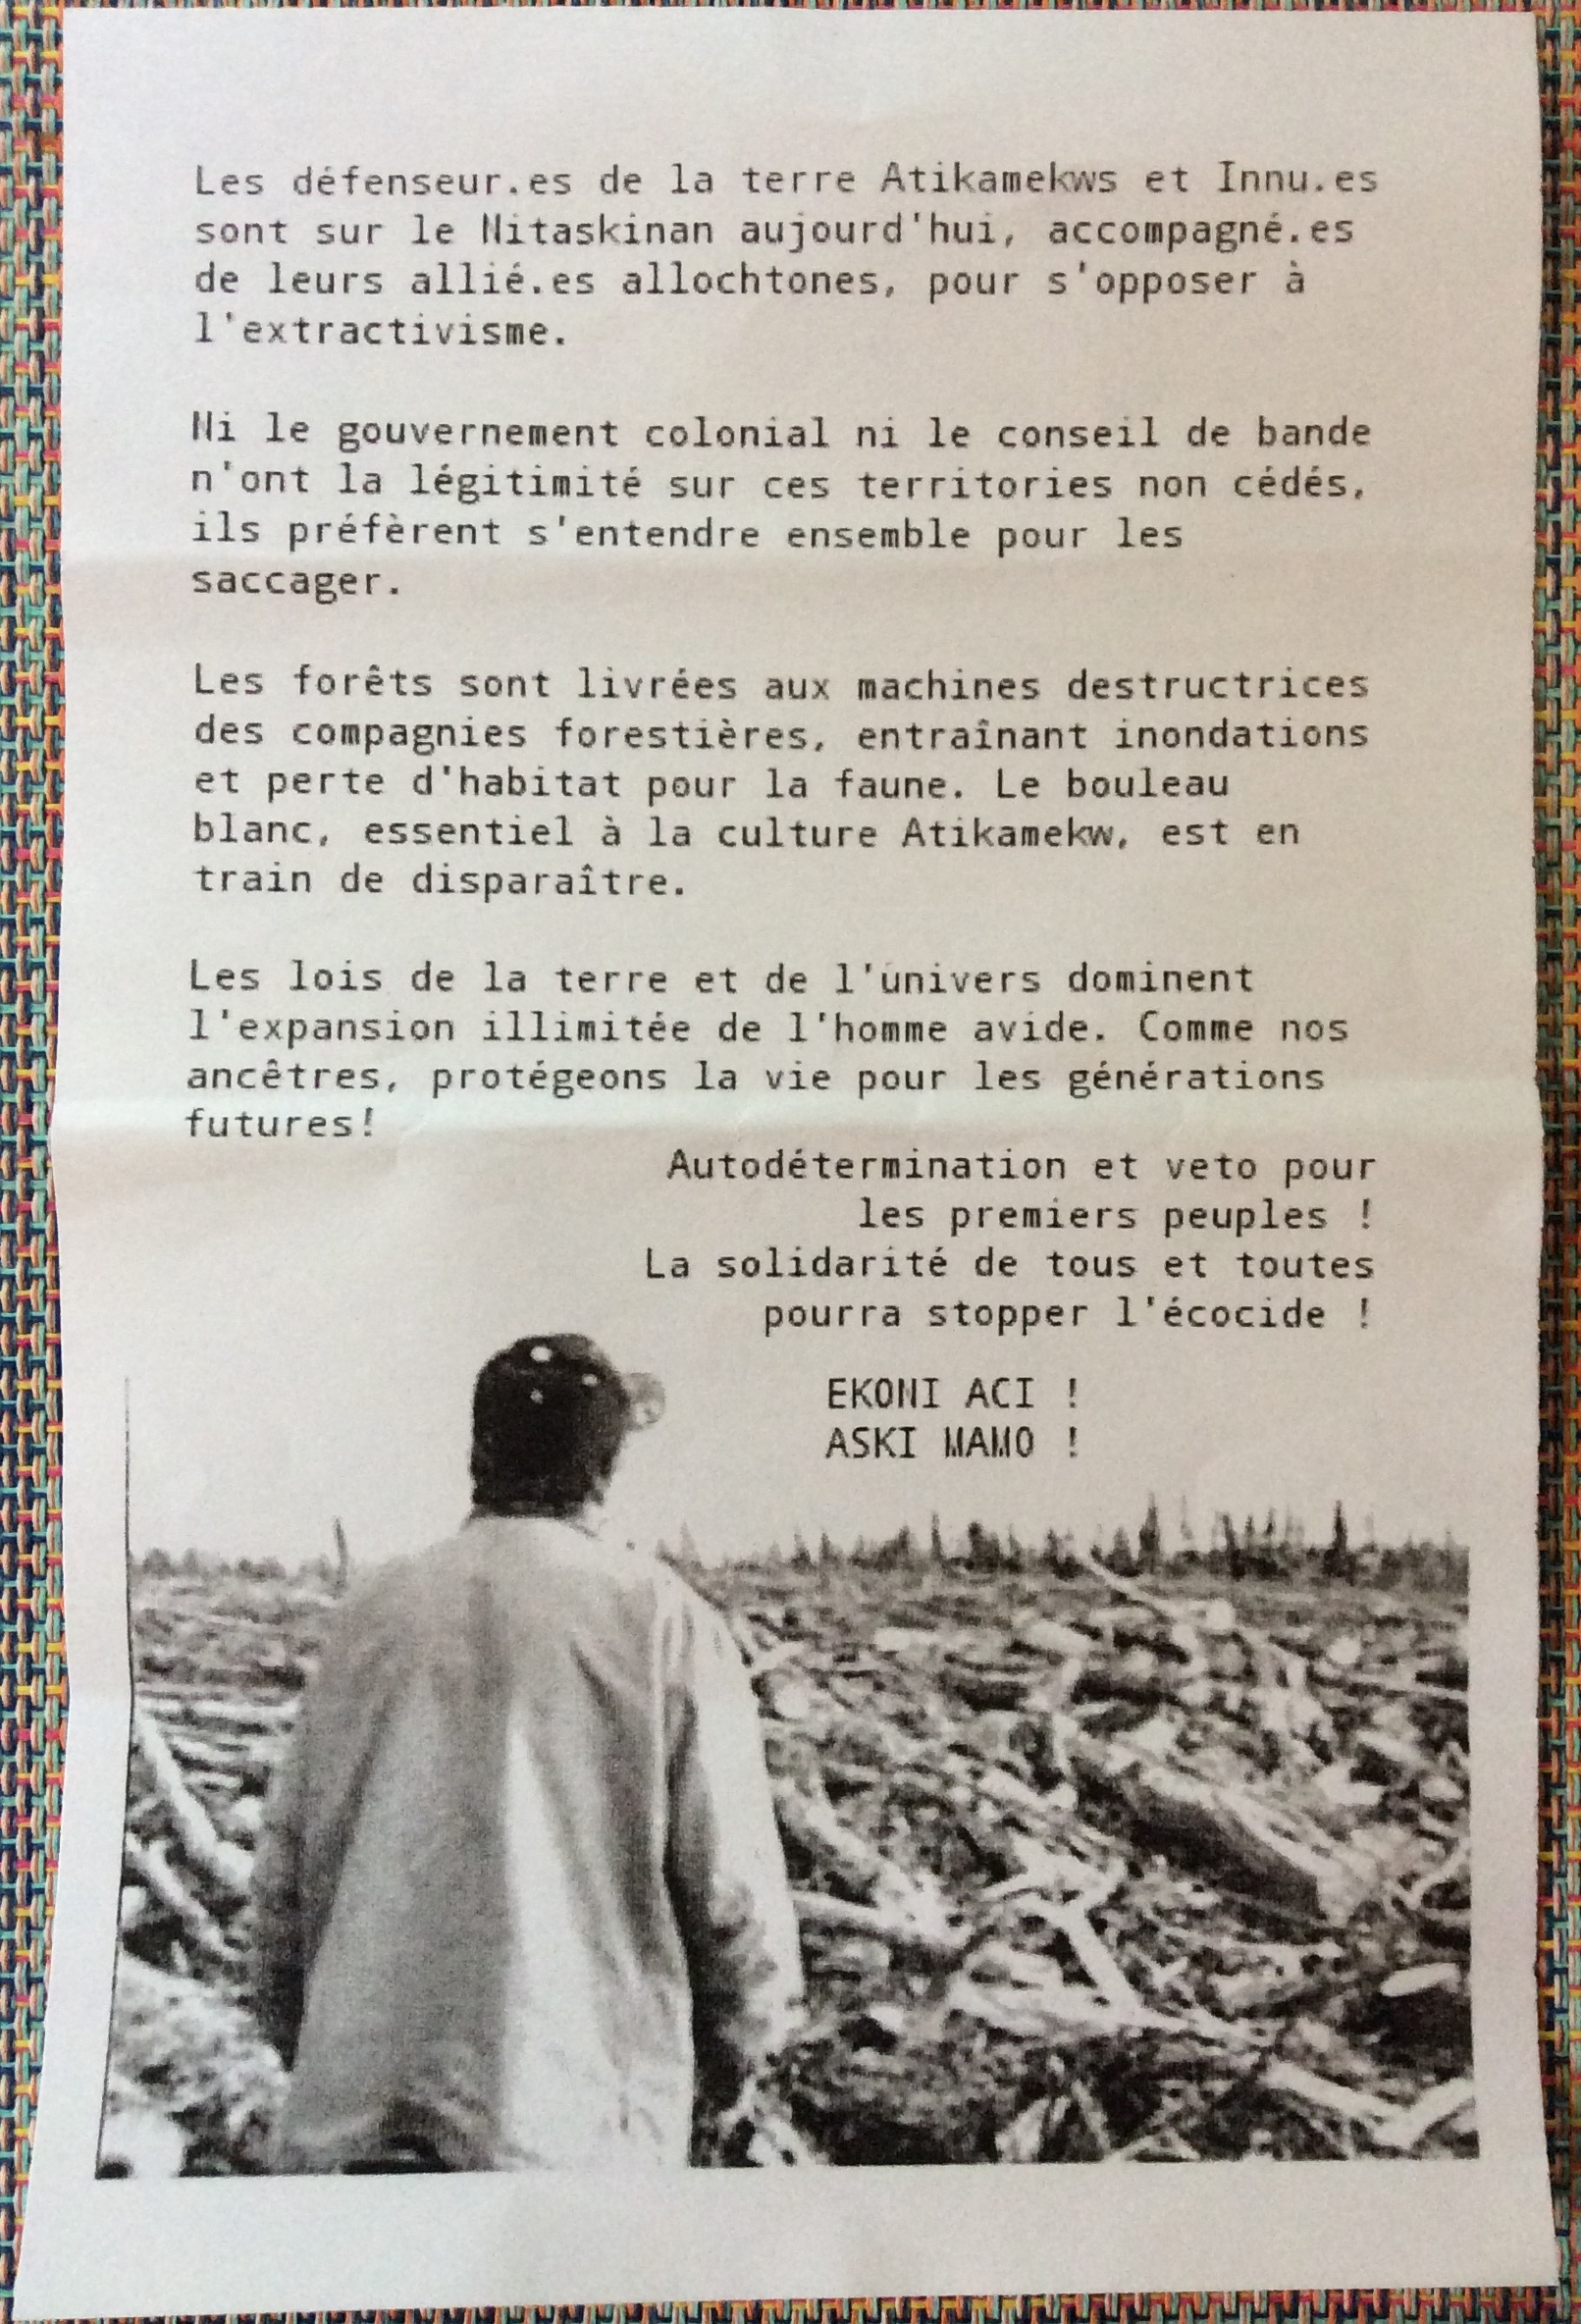 Les défenseur.es de la terre Atikamekws et Innu.es
sont sur le Nitaskinan aujourd'hui, accompagné.es
de leurs allié.es allochtones, pour s'opposer à
l'extractivisme.
Ni le gouvernement colonial ni le conseil de bande
n'ont la légitimité sur ces territories non cédés,
ils préfèrent s'entendre ensemble pour les
saccager.
Les forêts sont livrées aux machines destructrices
des compagnies forestières, entraînant inondations
et perte d'habitat pour la faune. Le bouleau
blanc, essentiel à la culture Atikamekw, est en
train de disparaître.
Les lois de la terre et de l'univers dominent
l'expansion illimitée de l'homme avide. Comme nos
ancêtres, protégeons la vie pour les générations
futures!
Autodétermination et veto pour
les premiers peuples !
La solidarité de tous et toutes
pourra stopper l'écocide !
EKONI ACI !
ASKI MAMO !